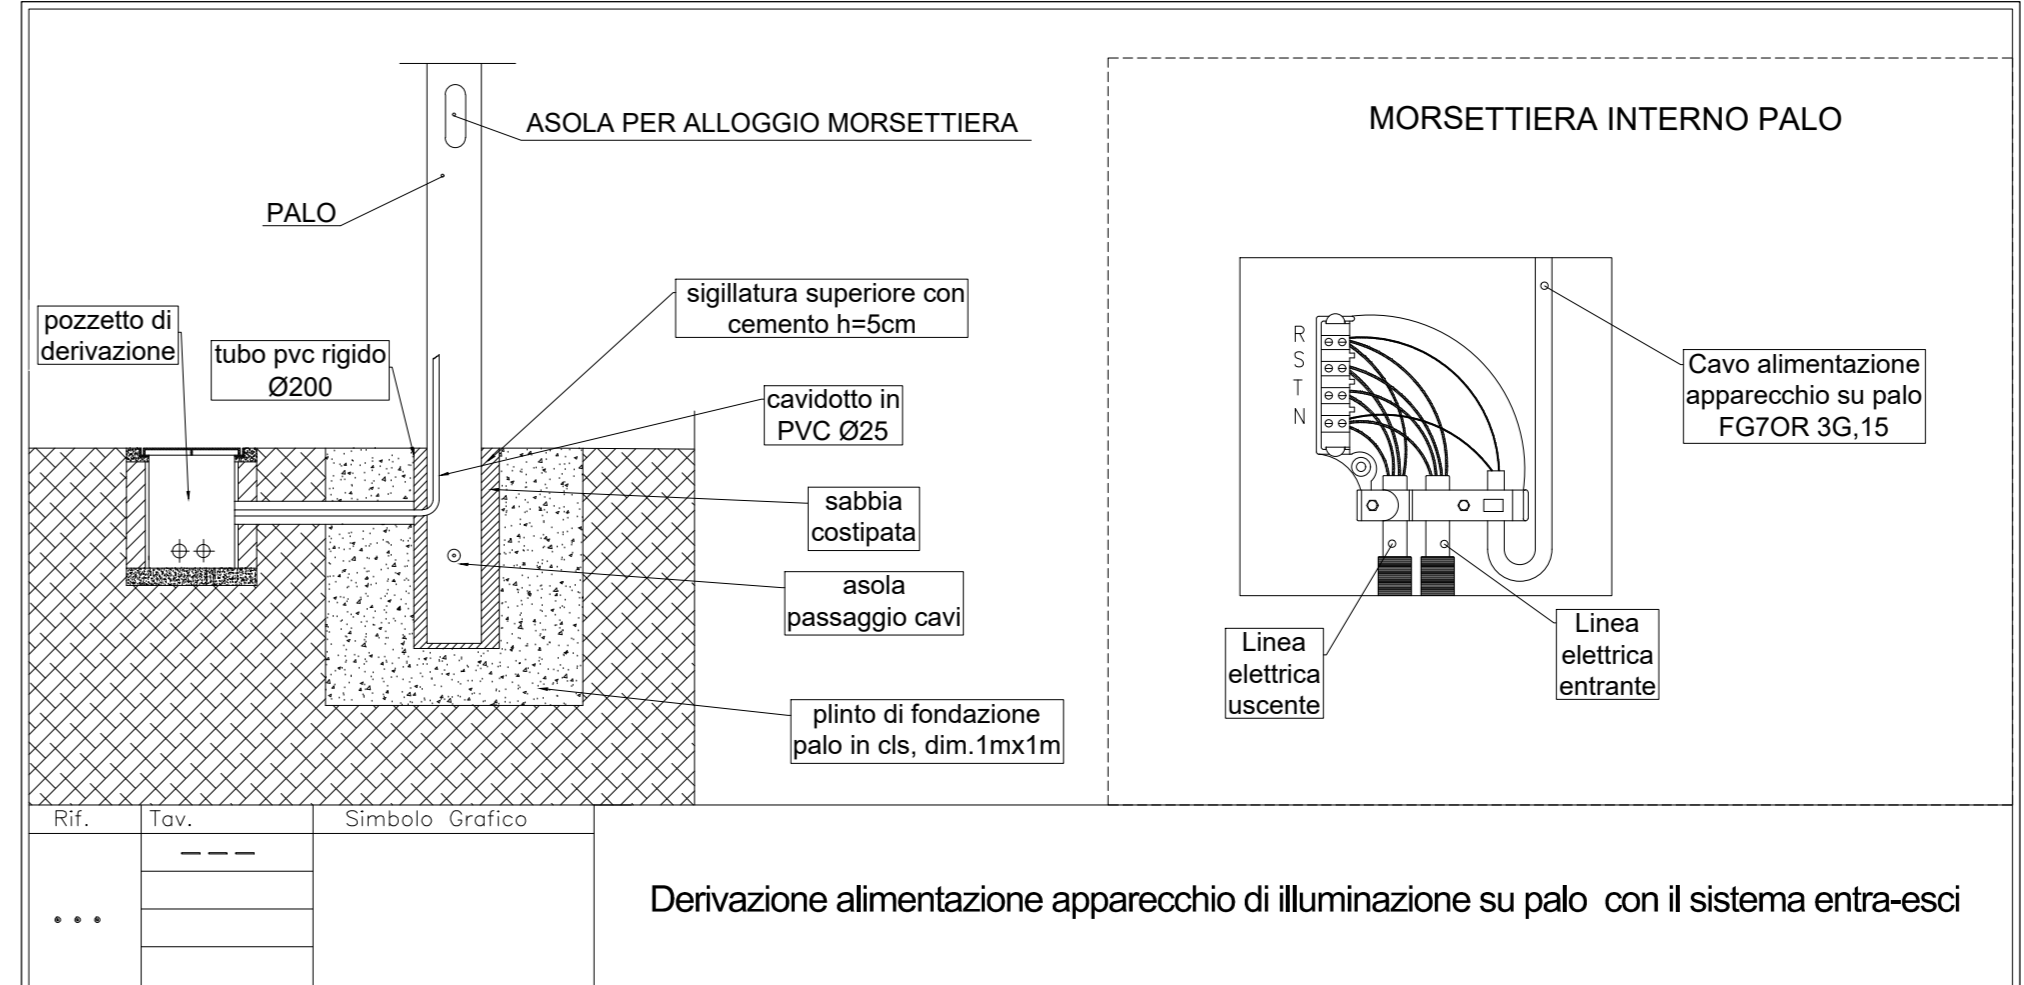 ASOLA PER ALLOGGIO MORSETTIERA
PALO
pozzetto di
derivazione
tubo pvc rigido
Ø200
sigillatura superiore con
cemento h=5cm
cavidotto in
PVC Ø25
sabbia
costipata
asola
passaggio cavi
plinto di fondazione
palo in cls, dim.1mx1m
MORSETTIERA INTERNO PALO
R
S
T
N
Cavo alimentazione
apparecchio su palo
FG7OR 3G,15
Linea
elettrica
uscente
Linea
elettrica
entrante
Rif.
Tav.
Simbolo Grafico
Derivazione alimentazione apparecchio di illuminazione su palo con il sistema entra-esci